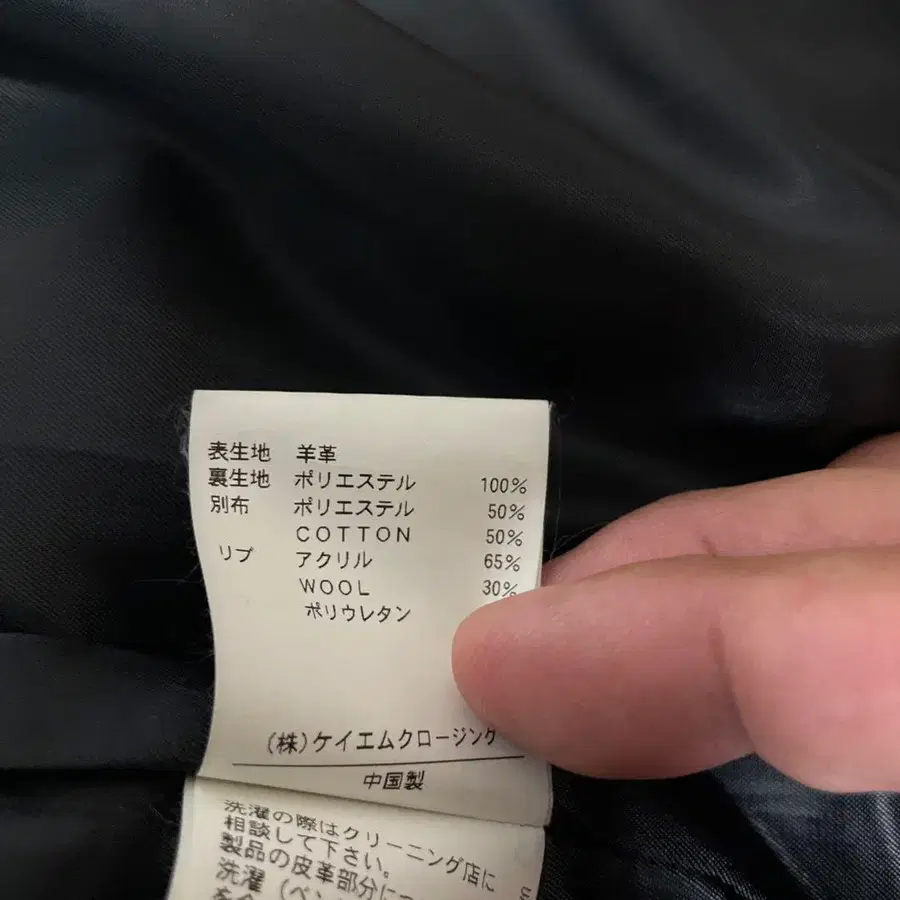 表生地 羊革
裏生地 ポリエステル 100%
別布 ポリエステル 50%
COTTON 50%
リブ アクリル 65%
WOOL 30%
ポリウレタン
(株)ケイエムクロージング
中国製
洗濯の際はクリーニング店に
相談して下さい。
製品の皮革部分に
洗濯(ベン